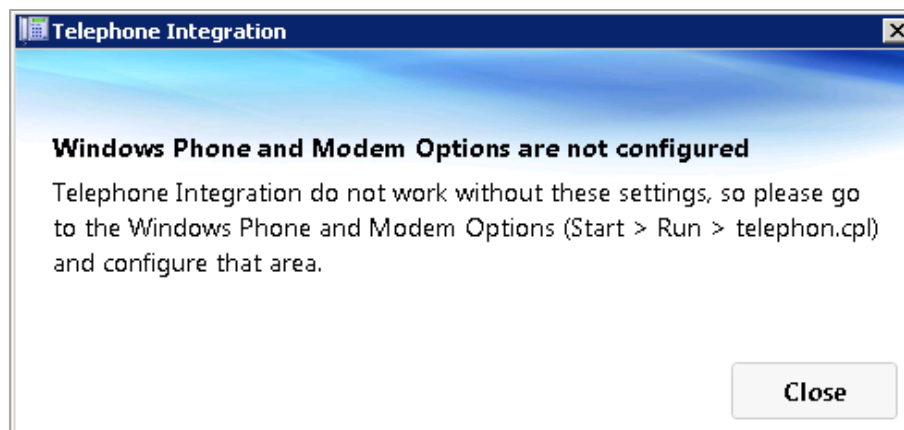 Telephone Integration
Windows Phone and Modem Options are not configured
Telephone Integration do not work without these settings, so please go
to the Windows Phone and Modem Options (Start > Run > telephon.cpl)
and configure that area.
Close